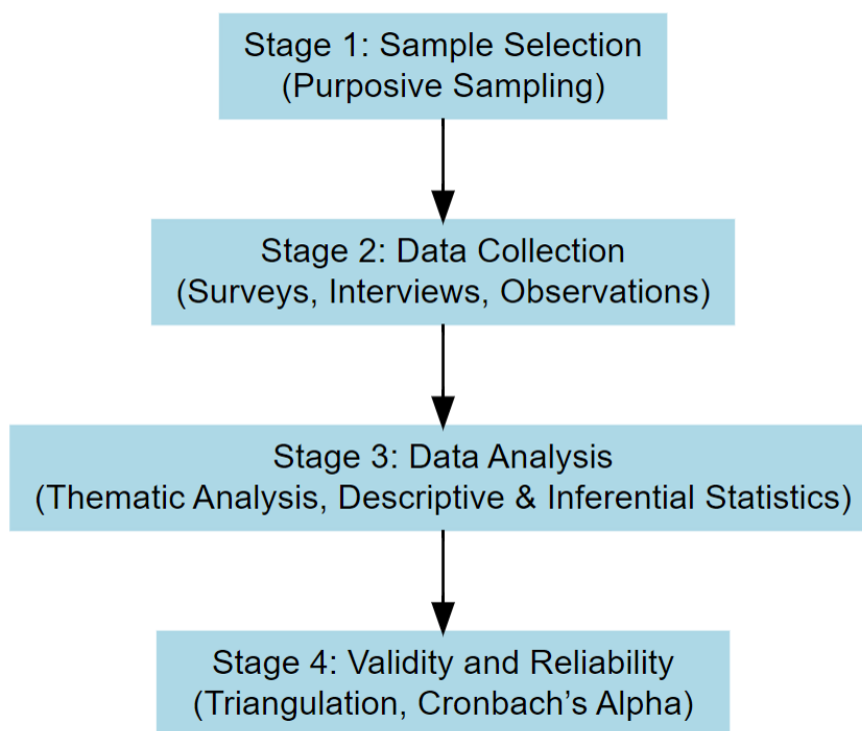 Stage 1: Sample Selection
(Purposive Sampling)
Stage 2: Data Collection
(Surveys, Interviews, Observations)
Stage 3: Data Analysis
(Thematic Analysis, Descriptive & Inferential Statistics)
Stage 4: Validity and Reliability
(Triangulation, Cronbach’s Alpha)